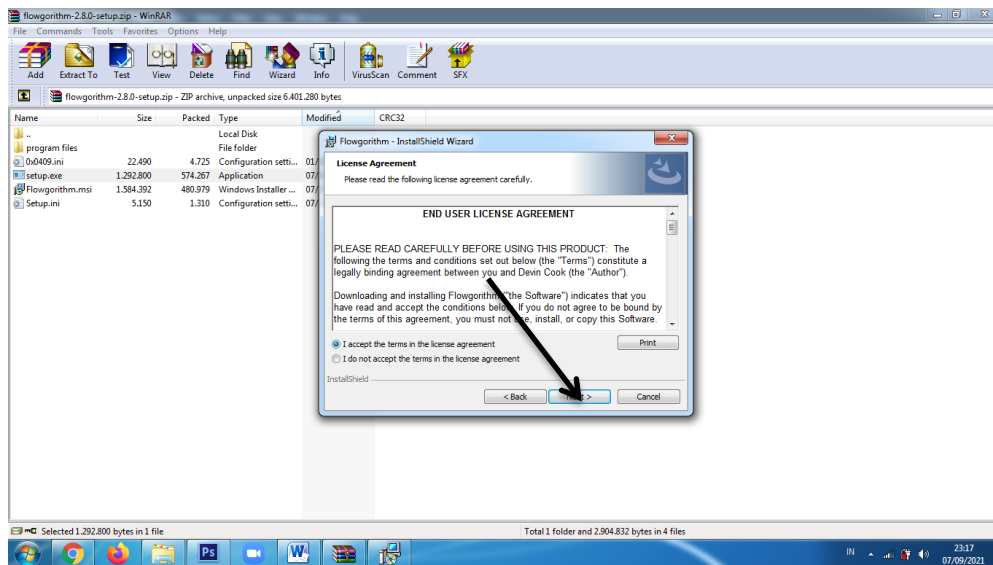 flowgorithm-2.8.0-setup.zip - WinRAR
File Commands Tools Favorites Options Help
Add Extract To Test View Delete Find Wizard Info VirusScan Comment SFX
flowgorithm-2.8.0-setup.zip - ZIP archive, unpacked size 6.401.280 bytes
Name Size Packed Type Modified CRC32
.. Local Disk
program files File folder
0x0409.ini 22.490 4.725 Configuration setti... 01/
setup.exe 1.292.800 574.267 Application 07/
Flowgorithm.msi 1.584.392 480.979 Windows Installer ... 07/
Setup.ini 5.150 1.310 Configuration setti... 07/
Flowgorithm - InstallShield Wizard
License Agreement
Please read the following license agreement carefully.
END USER LICENSE AGREEMENT
PLEASE READ CAREFULLY BEFORE USING THIS PRODUCT: The
following the terms and conditions set out below (the "Terms") constitute a
legally binding agreement between you and Devin Cook (the "Author").
Downloading and installing Flowgorithm ("the Software") indicates that you
have read and accept the conditions below. If you do not agree to be bound by
the terms of this agreement, you must not use, install, or copy this Software.
I accept the terms in the license agreement
Print
I do not accept the terms in the license agreement
InstallShield
< Back Next > Cancel
Selected 1.292.800 bytes in 1 file Total 1 folder and 2.904.832 bytes in 4 files
Ps W IN 23:17
07/09/2021